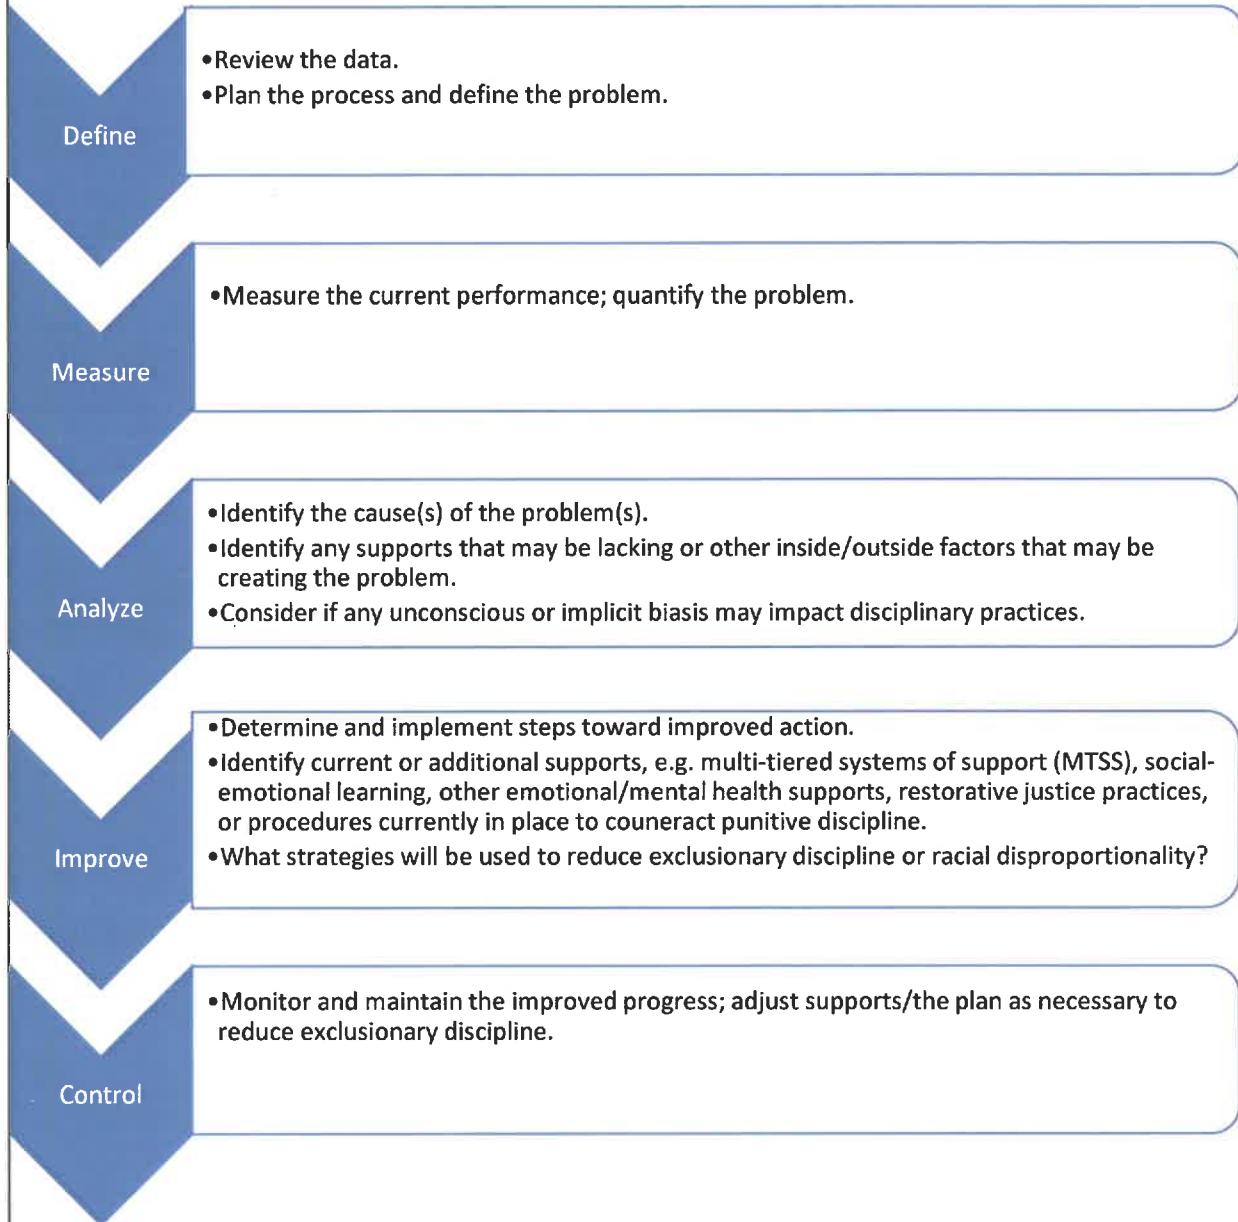 •Review the data.
•Plan the process and define the problem.
Define
•Measure the current performance; quantify the problem.
Measure
•Identify the cause(s) of the problem(s).
•Identify any supports that may be lacking or other inside/outside factors that may be
creating the problem.
•Consider if any unconscious or implicit biasis may impact disciplinary practices.
Analyze
•Determine and implement steps toward improved action.
•Identify current or additional supports, e.g. multi-tiered systems of support (MTSS), social-
emotional learning, other emotional/mental health supports, restorative justice practices,
or procedures currently in place to couneract punitive discipline.
•What strategies will be used to reduce exclusionary discipline or racial disproportionality?
Improve
•Monitor and maintain the improved progress; adjust supports/the plan as necessary to
reduce exclusionary discipline.
Control